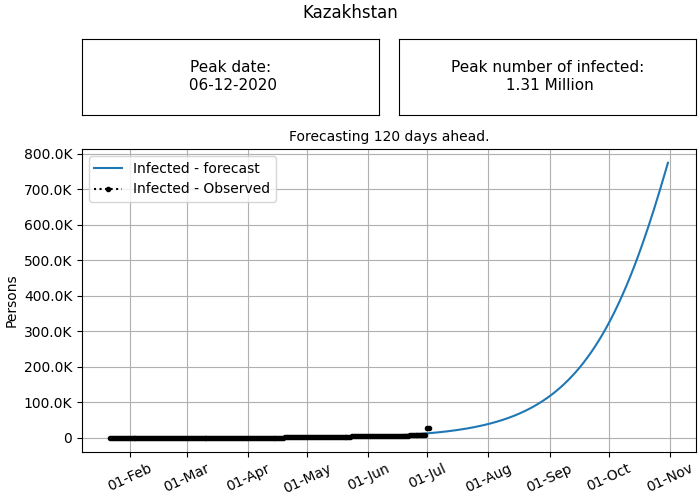 Kazakhstan
Peak date:
06-12-2020
Peak number of infected:
1.31 Million
Forecasting 120 days ahead.
Infected - forecast
Infected - Observed
Persons
800.0K
700.0K
600.0K
500.0K
400.0K
300.0K
200.0K
100.0K
0
01-Feb
01-Mar
01-Apr
01-May
01-Jun
01-Jul
01-Aug
01-Sep
01-Oct
01-Nov